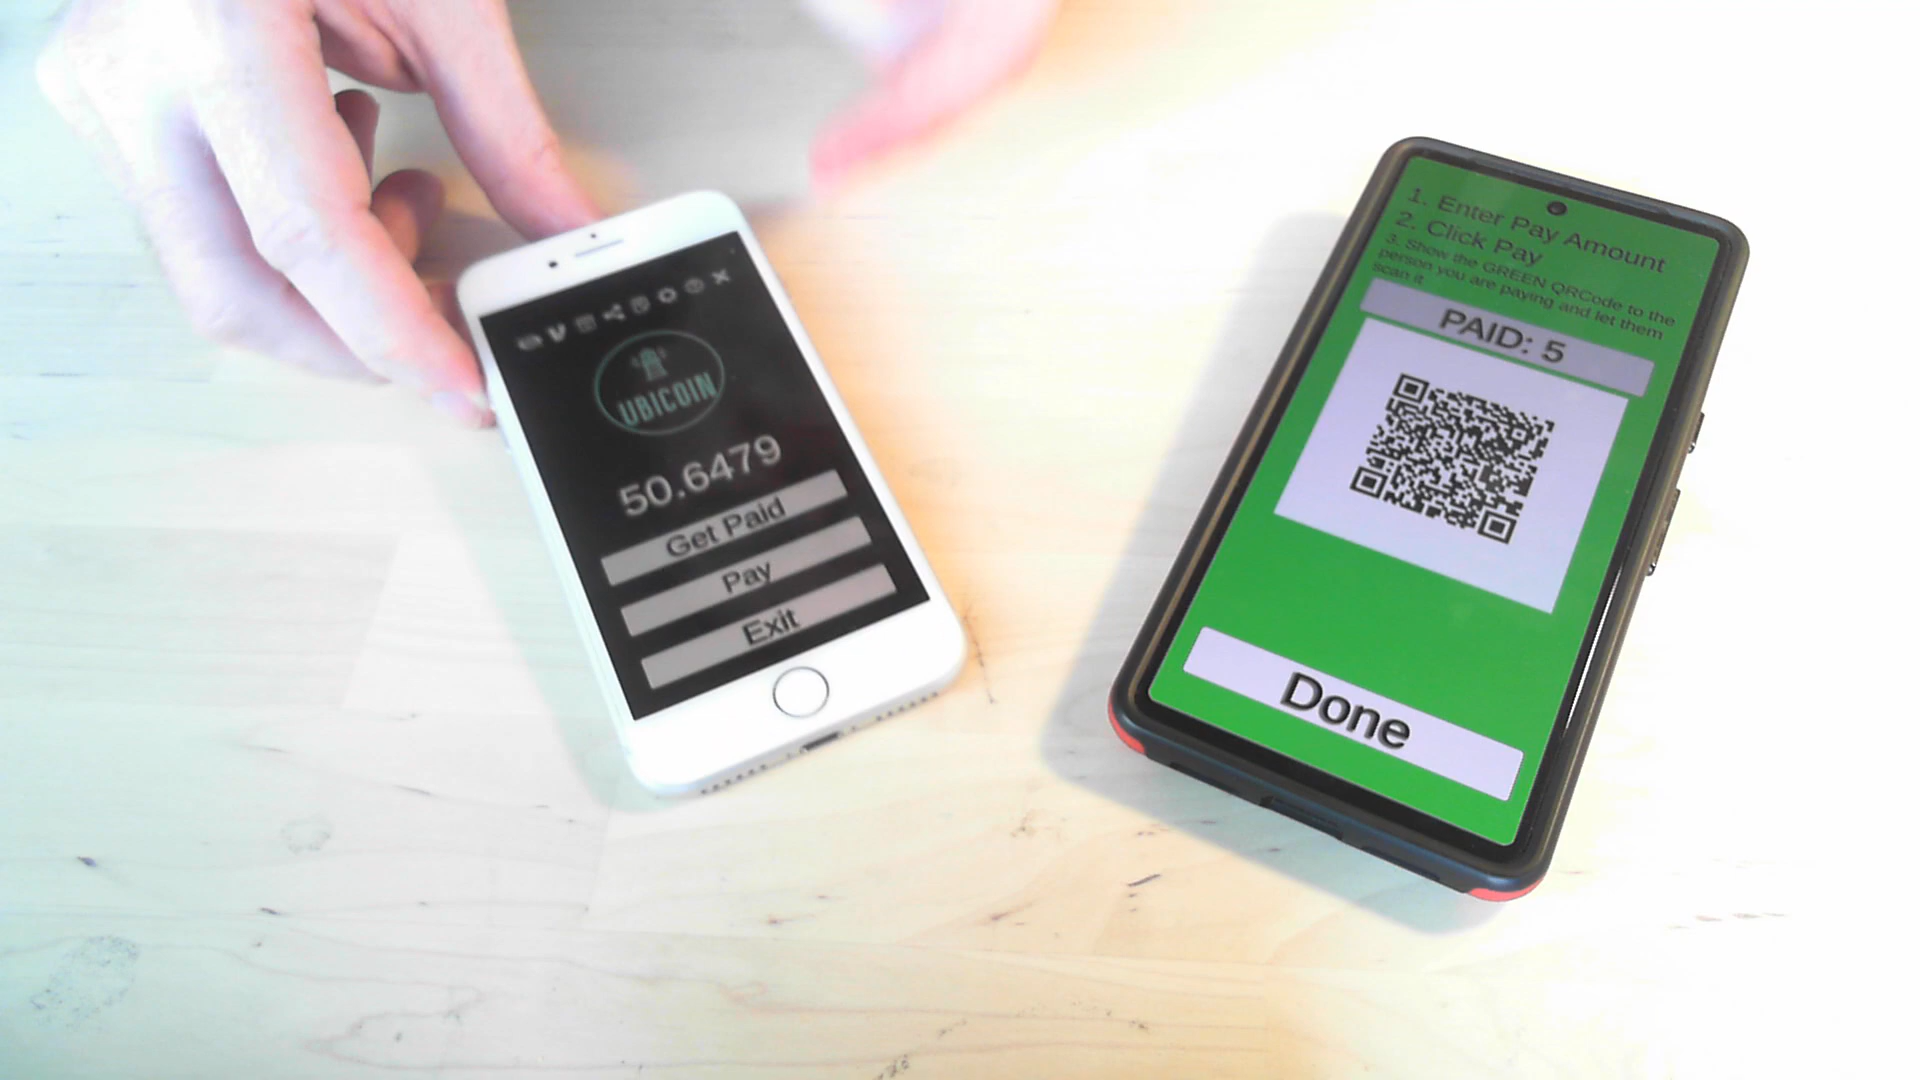 UBICOIN
50.6479
Get Paid
Pay
Exit
1. Enter Pay Amount
2. Click Pay
3. Show the GREEN QRCode to the
person you are paying and let them
scan it
PAID: 5
Done